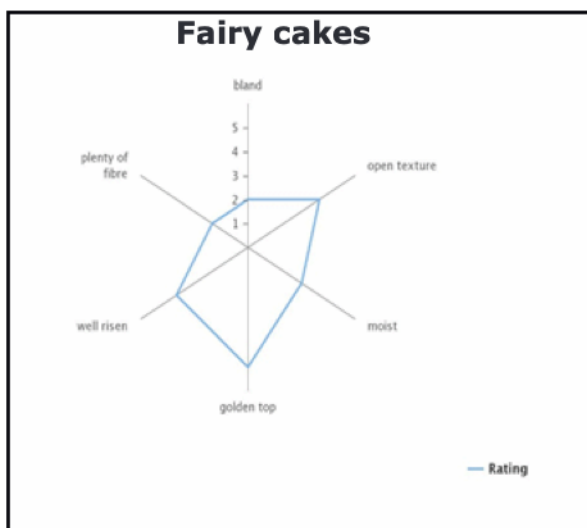 Fairy cakes
bland
5
4
3
2
1
plenty of
fibre
open texture
well risen
moist
golden top
Rating